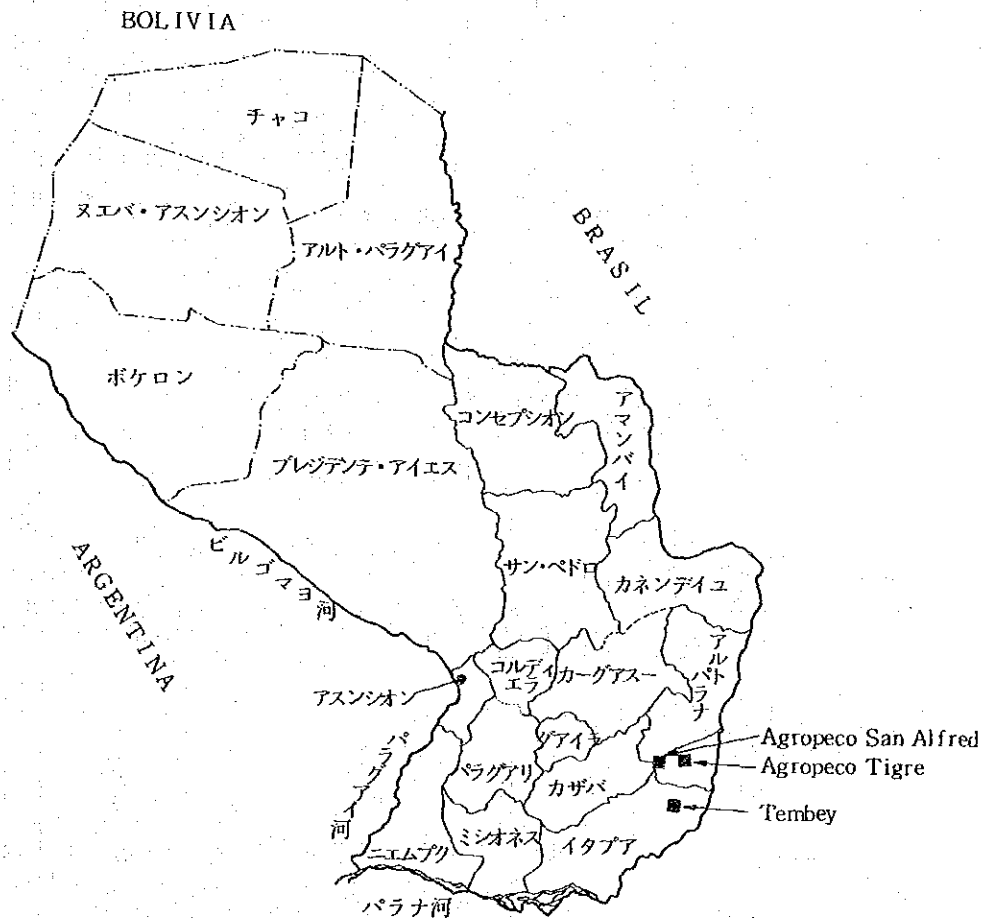 BOLIVIA
チャコ
ヌエバ・アスンシオン
アルト・パラグアイ
BRASIL
ボケロン
コンセプシオン
アマンバイ
プレジデンテ・アイエス
ARGENTINA
ピルコマヨ河
サン・ペドロ
カネンデイユ
アルト
パラナ
コルディ
エラ
カーグアスー
アスンシオン
グアイラ
Agropeco San Alfred
Agropeco Tigre
パラグアイ河
パラグアリ
カザパ
Tembey
ミシオネス
イタプア
ニエムブク
パラナ河